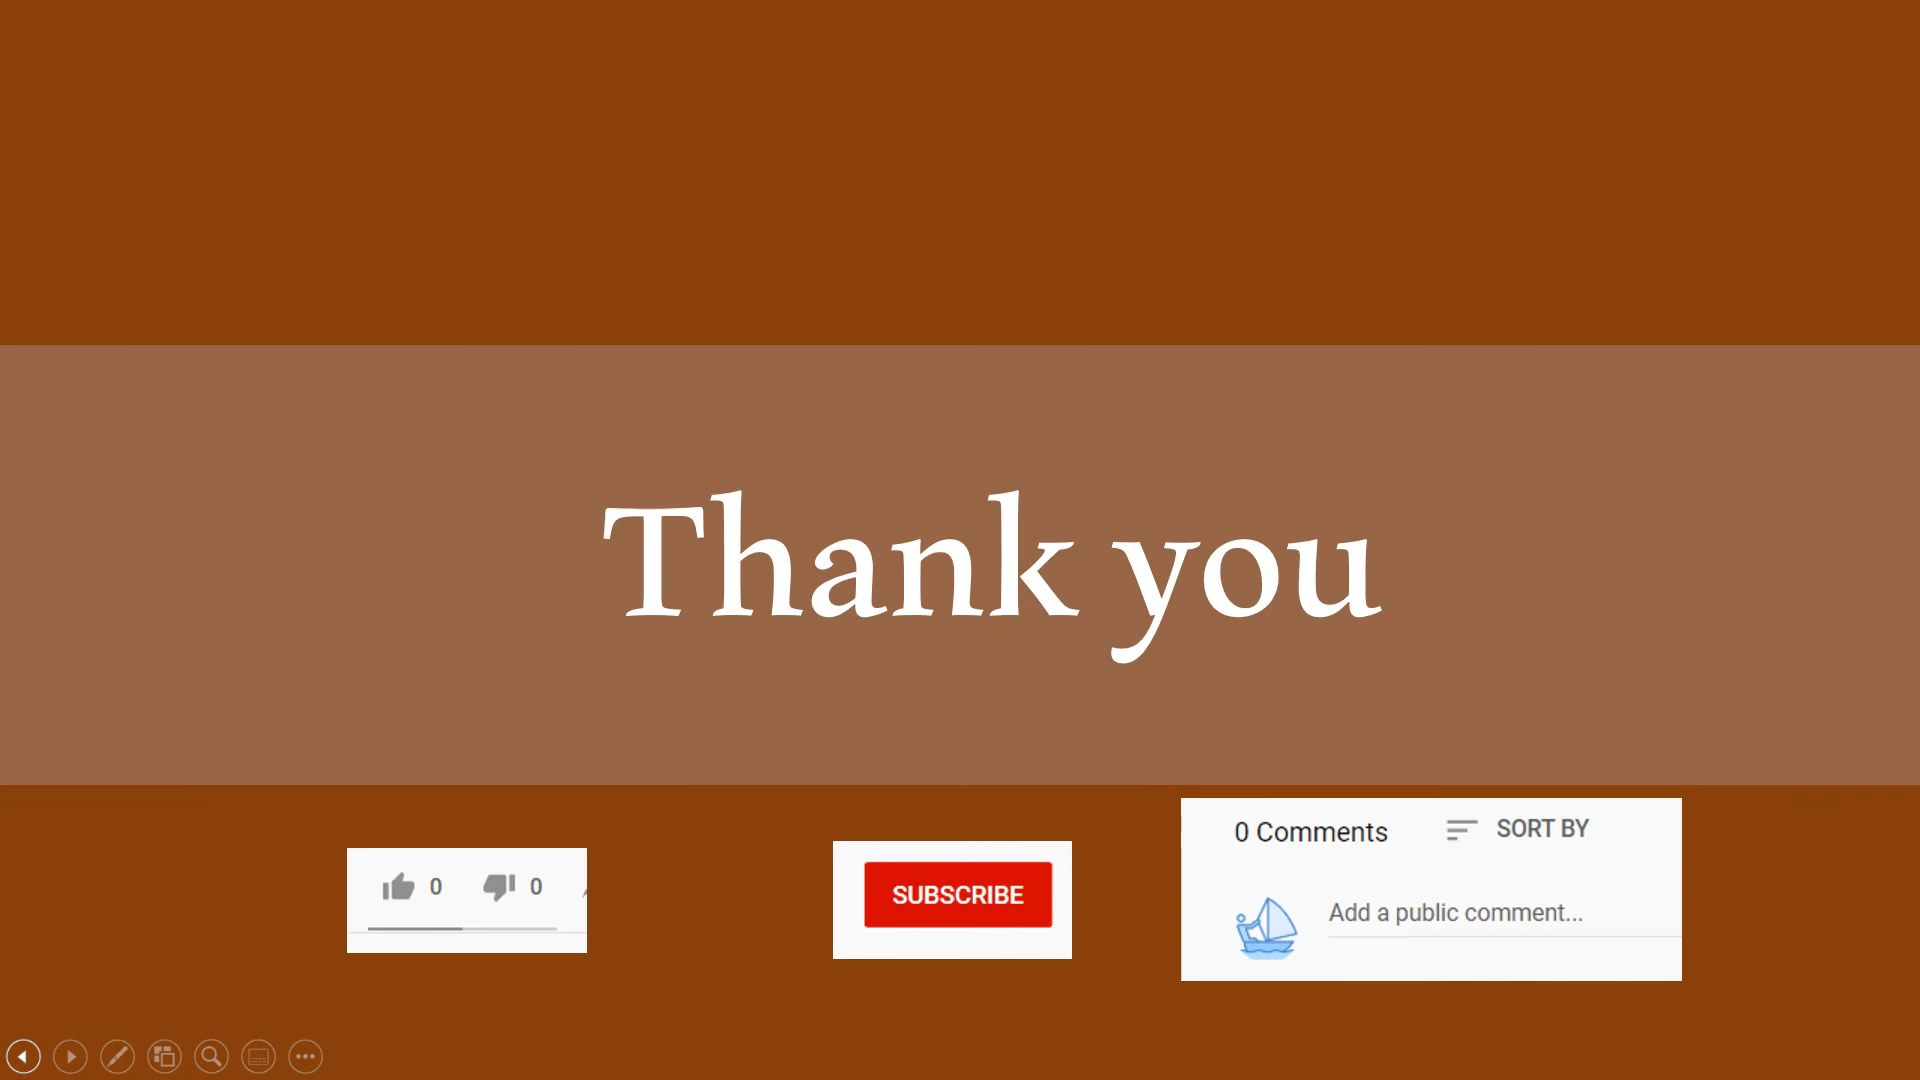 Thank you
0 0
SUBSCRIBE
0 Comments SORT BY
Add a public comment...